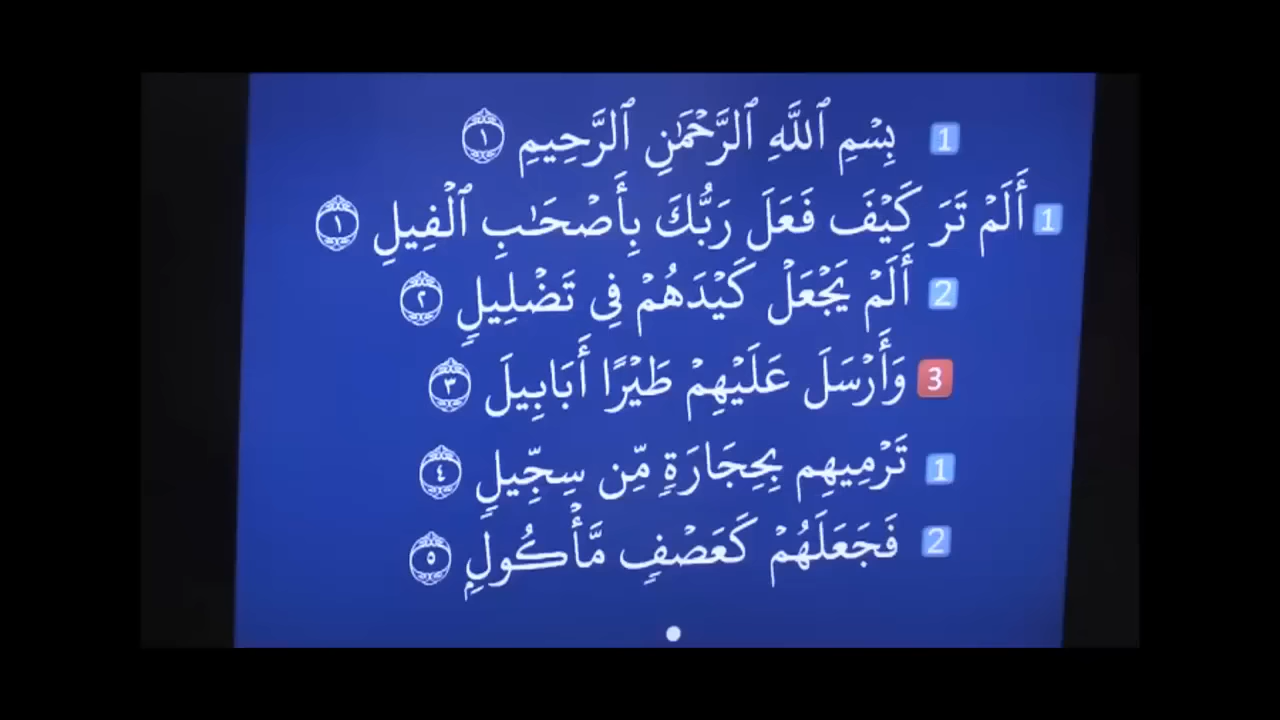 1 بِسۡمِ ٱللَّهِ ٱلرَّحۡمَٰنِ ٱلرَّحِيمِ ١
1 أَلَمۡ تَرَ كَيۡفَ فَعَلَ رَبُّكَ بِأَصۡحَٰبِ ٱلۡفِيلِ ١
2 أَلَمۡ يَجۡعَلۡ كَيۡدَهُمۡ فِى تَضۡلِيلٍ ٢
3 وَأَرۡسَلَ عَلَيۡهِمۡ طَيۡرًا أَبَابِيلَ ٣
1 تَرۡمِيهِم بِحِجَارَةٍ مِّن سِجِّيلٍ ٤
2 فَجَعَلَهُمۡ كَعَصۡفٍ مَّأۡكُولِۭ ٥